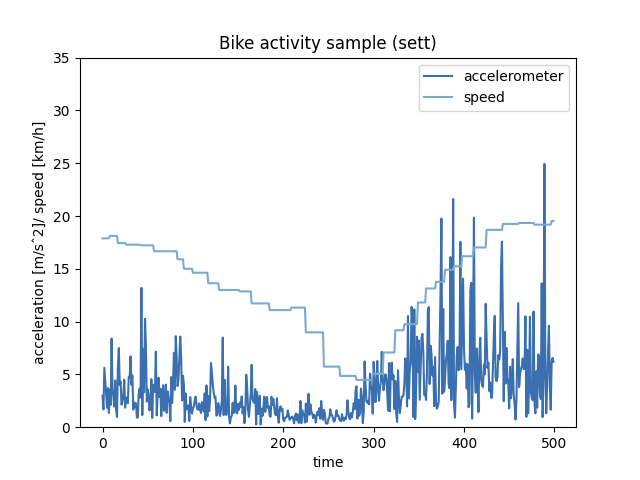 Bike activity sample (sett)
accelerometer
speed
acceleration [m/s^2]/ speed [km/h]
35
30
25
20
15
10
5
0
0 100 200 300 400 500
time